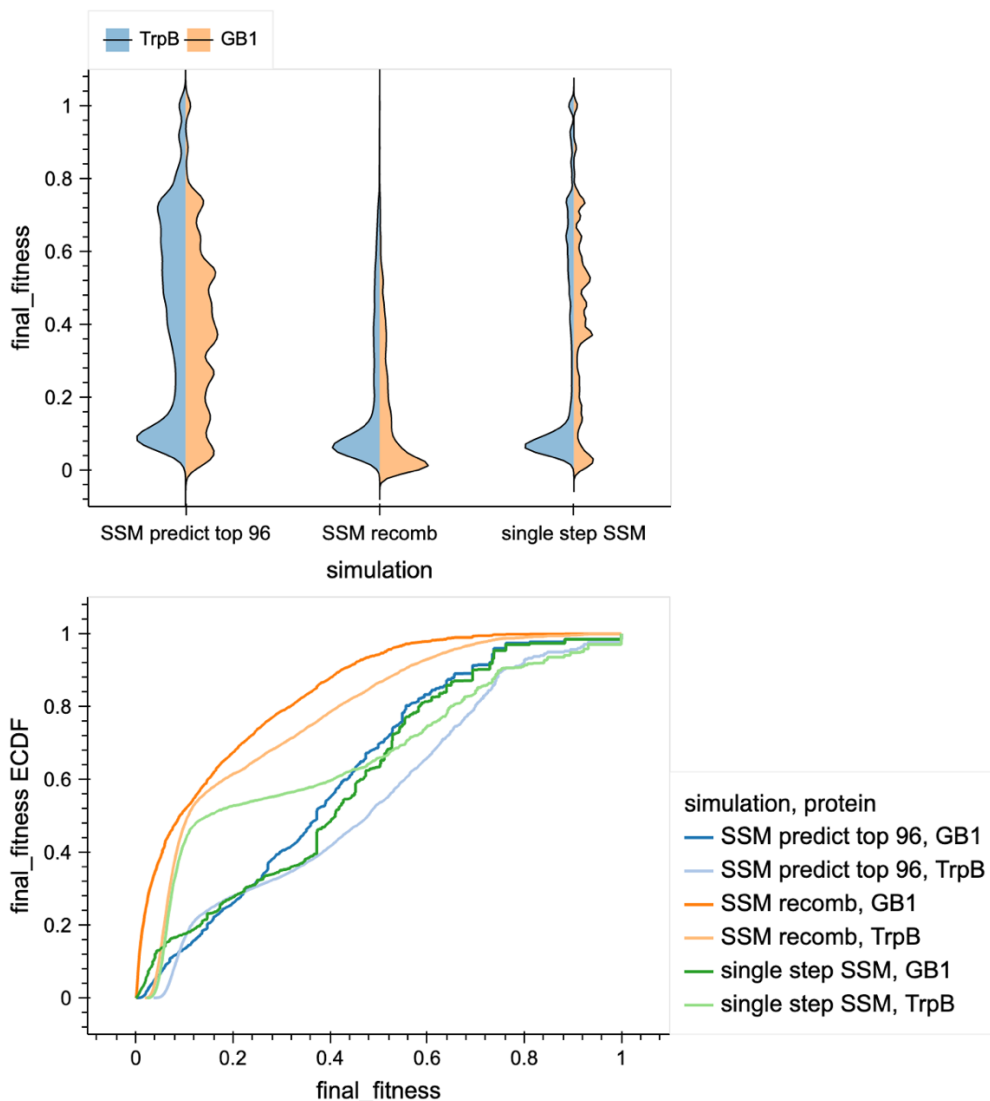 TrpB GB1
1
0.8
0.6
0.4
0.2
0
final_fitness
SSM predict top 96 SSM recomb single step SSM
simulation
1
0.8
0.6
0.4
0.2
0
final_fitness ECDF
0 0.2 0.4 0.6 0.8 1
final_fitness
simulation, protein
SSM predict top 96, GB1
SSM predict top 96, TrpB
SSM recomb, GB1
SSM recomb, TrpB
single step SSM, GB1
single step SSM, TrpB